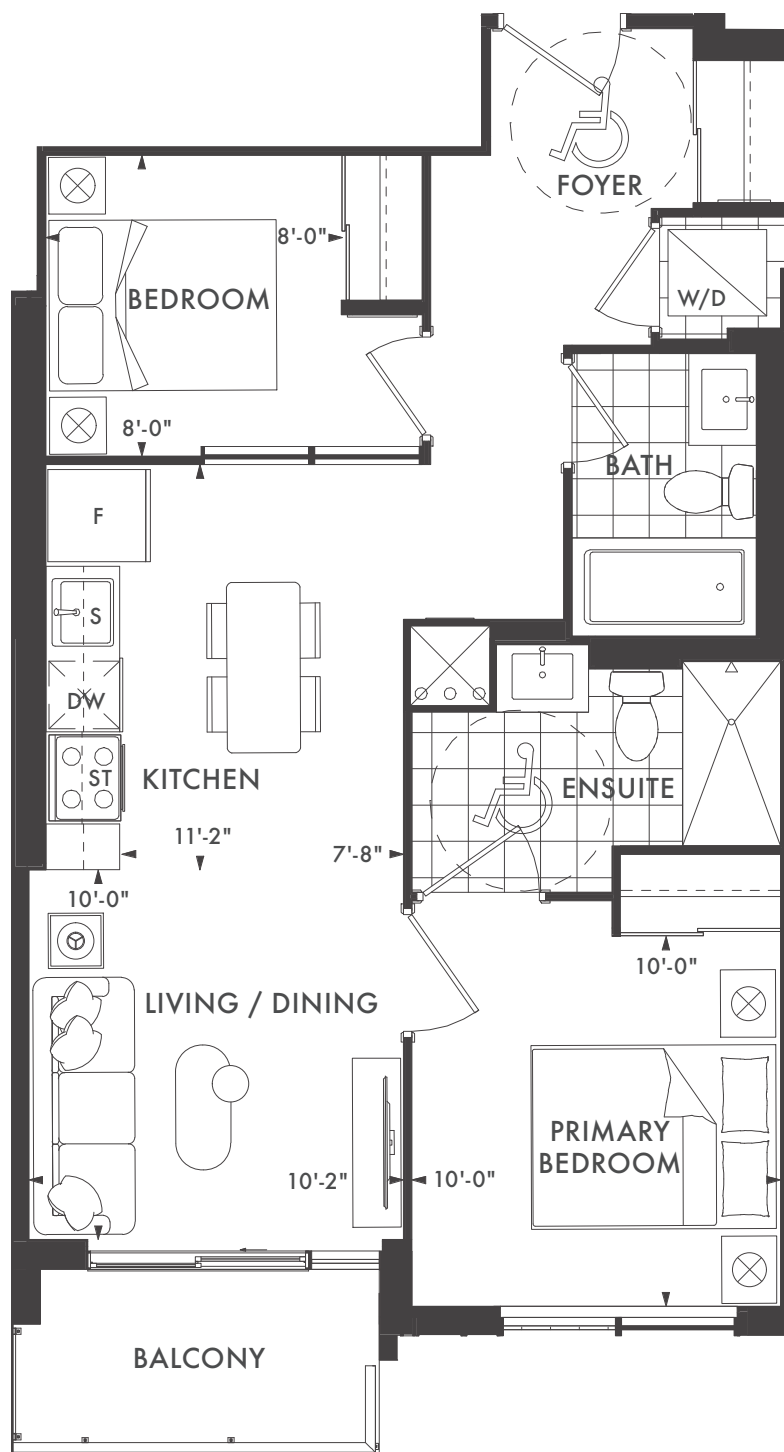 FOYER
8'-0"
BEDROOM
W/D
8'-0"
BATH
F
S
DW
ST
KITCHEN
ENSUITE
11'-2"
7'-8"
10'-0"
10'-0"
LIVING / DINING
PRIMARY
BEDROOM
10'-2"
10'-0"
BALCONY